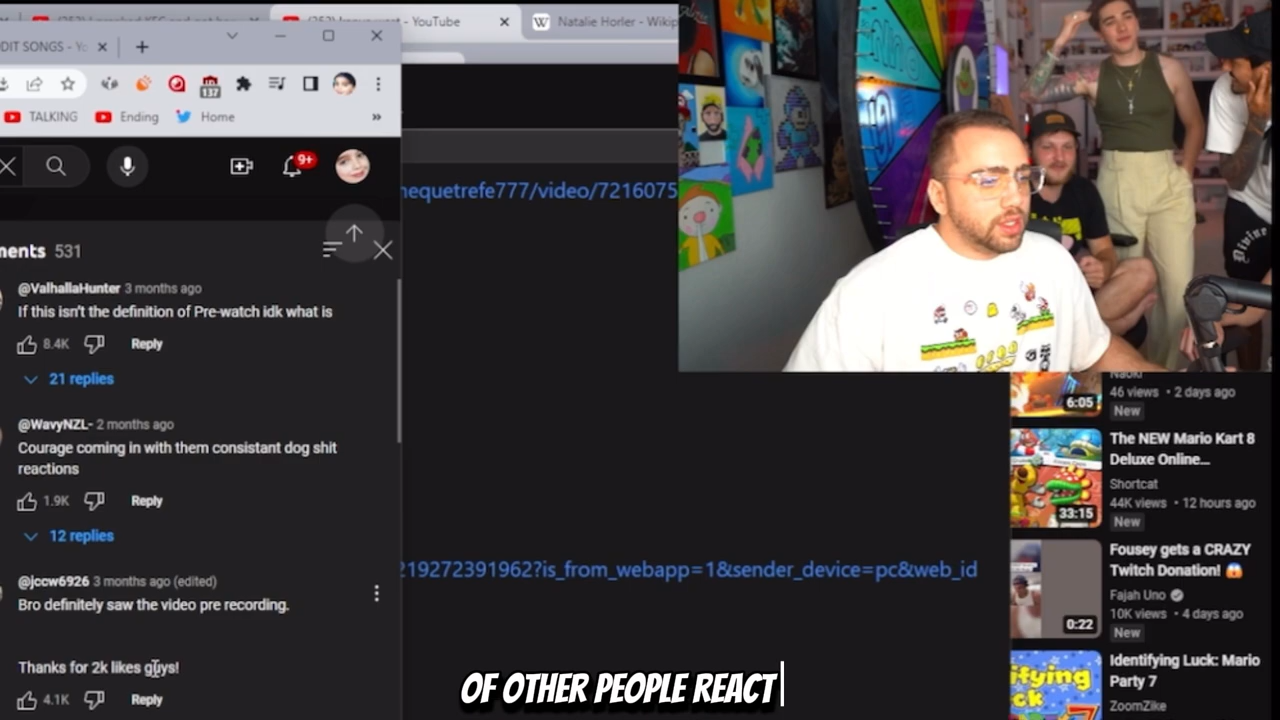 DIT SONGS - Yo
- YouTube
Natalie Horler - Wikip
137
TALKING
Ending
Home
»
9+
nequetrefe777/video/7216075
ments 531
@ValhallaHunter 3 months ago
If this isn't the definition of Pre-watch idk what is
8.4K
Reply
21 replies
@WavyNZL- 2 months ago
Courage coming in with them consistant dog shit
reactions
1.9K
Reply
12 replies
@jccw6926 3 months ago (edited)
Bro definitely saw the video pre recording.
Thanks for 2k likes guys!
4.1K
Reply
219272391962?is_from_webapp=1&sender_device=pc&web_id
Naoki
46 views • 2 days ago
New
6:05
The NEW Mario Kart 8
Deluxe Online...
Shortcat
44K views • 12 hours ago
New
33:15
Fousey gets a CRAZY
Twitch Donation! 😱
Fajah Uno
10K views • 4 days ago
New
0:22
Identifying Luck: Mario
Party 7
ZoomZike
OF OTHER PEOPLE REACT